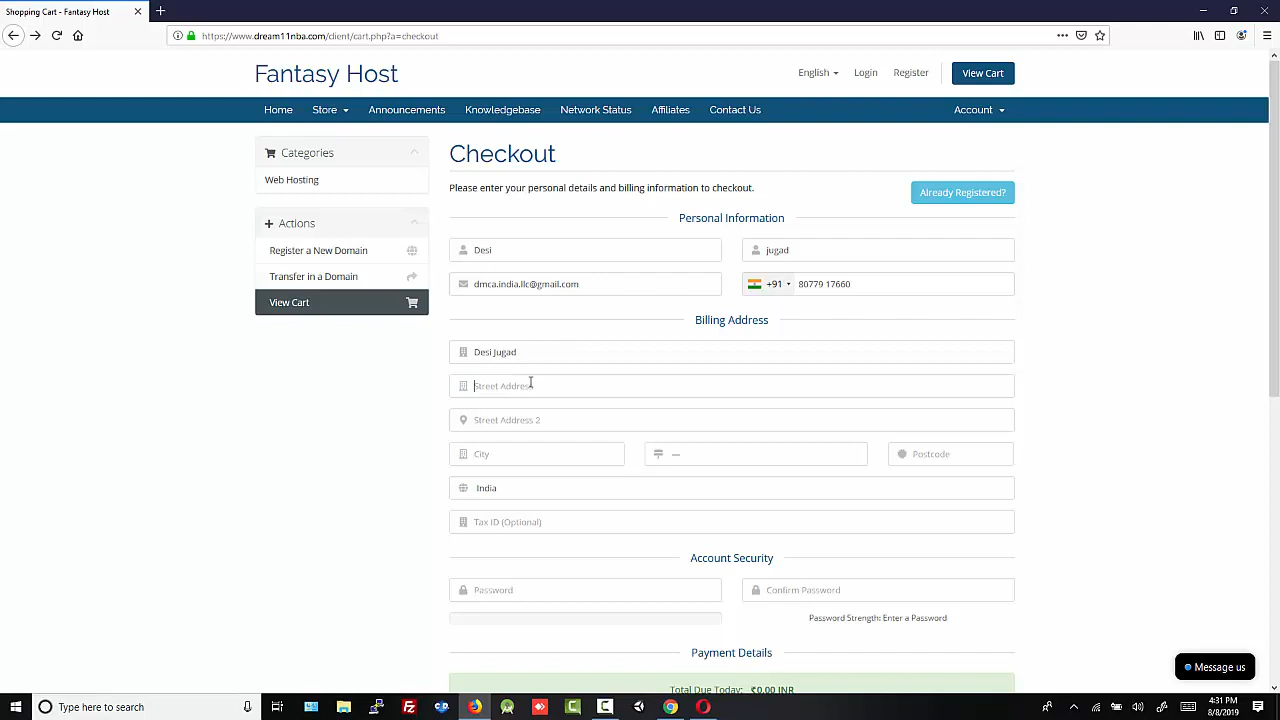 Shopping Cart - Fantasy Host
https://www.dream11nba.com/client/cart.php?a=checkout
Fantasy Host
English
Login
Register
View Cart
Home
Store
Announcements
Knowledgebase
Network Status
Affiliates
Contact Us
Account
Categories
Web Hosting
Actions
Register a New Domain
Transfer in a Domain
View Cart
Checkout
Please enter your personal details and billing information to checkout.
Already Registered?
Personal Information
Desi
jugad
dmca.india.llc@gmail.com
+91
80779 17660
Billing Address
Desi Jugad
Street Address
Street Address 2
City
—
Postcode
India
Tax ID (Optional)
Account Security
Password
Confirm Password
Password Strength: Enter a Password
Payment Details
Total Due Today: ₹0.00 INR
Message us
Type here to search
4:31 PM
8/8/2019